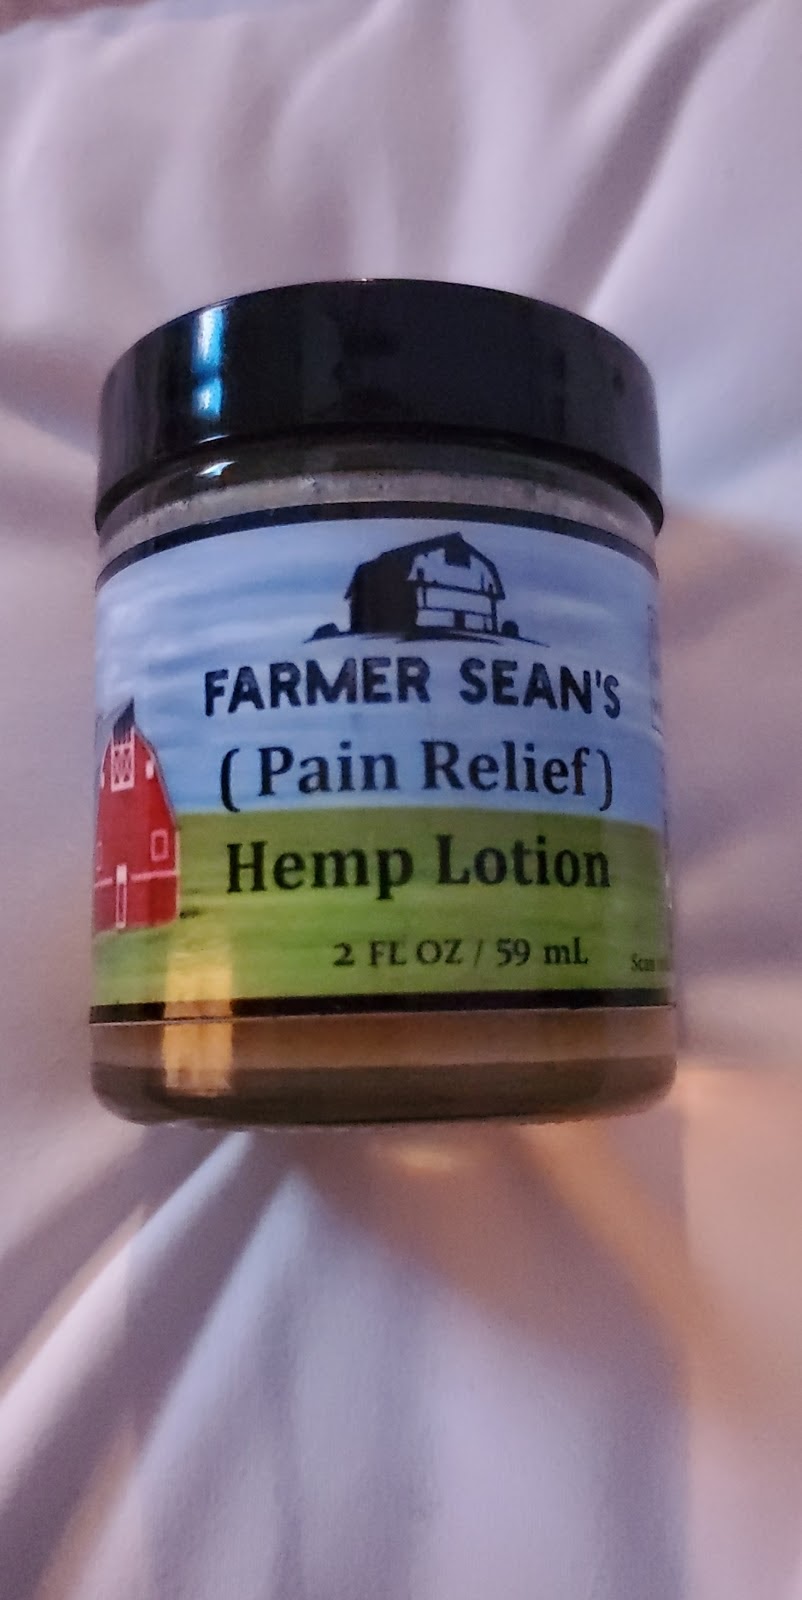 FARMER SEAN'S
( Pain Relief )
Hemp Lotion
2 FL OZ / 59 mL